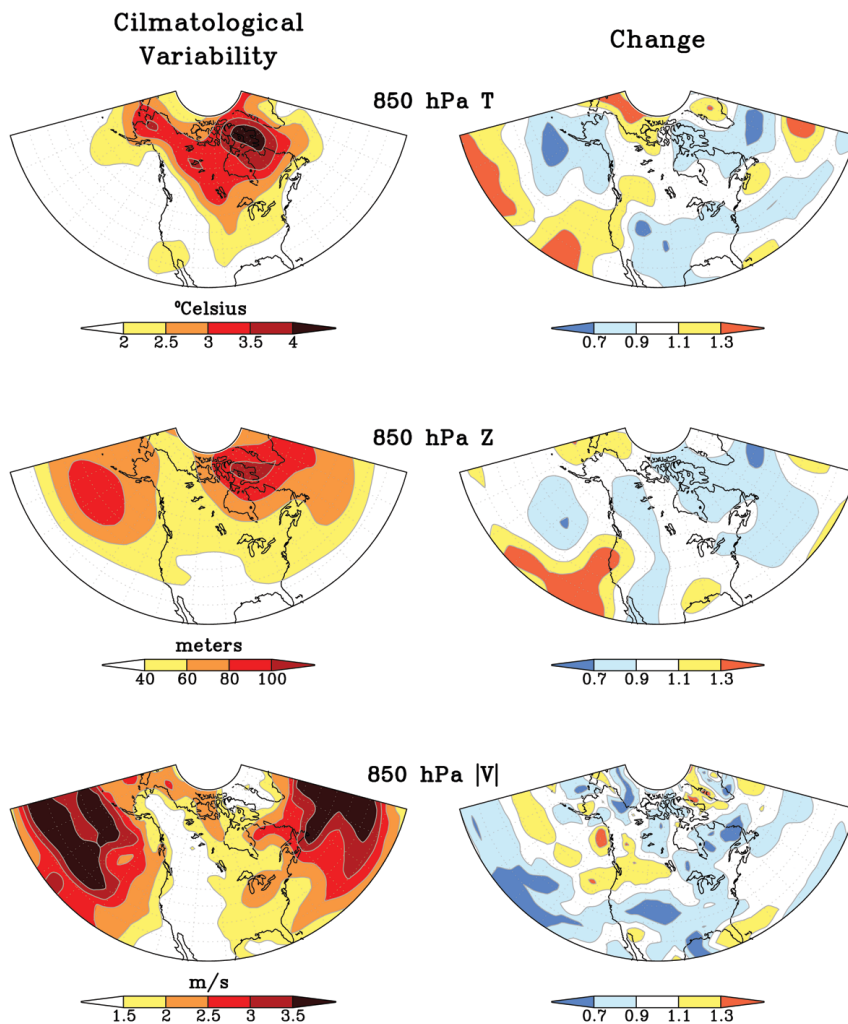 Cilmatological
Variability
Change
850 hPa T
ºCelsius
2 2.5 3 3.5 4
0.7 0.9 1.1 1.3
850 hPa Z
meters
40 60 80 100
0.7 0.9 1.1 1.3
850 hPa |V|
m/s
1.5 2 2.5 3 3.5
0.7 0.9 1.1 1.3